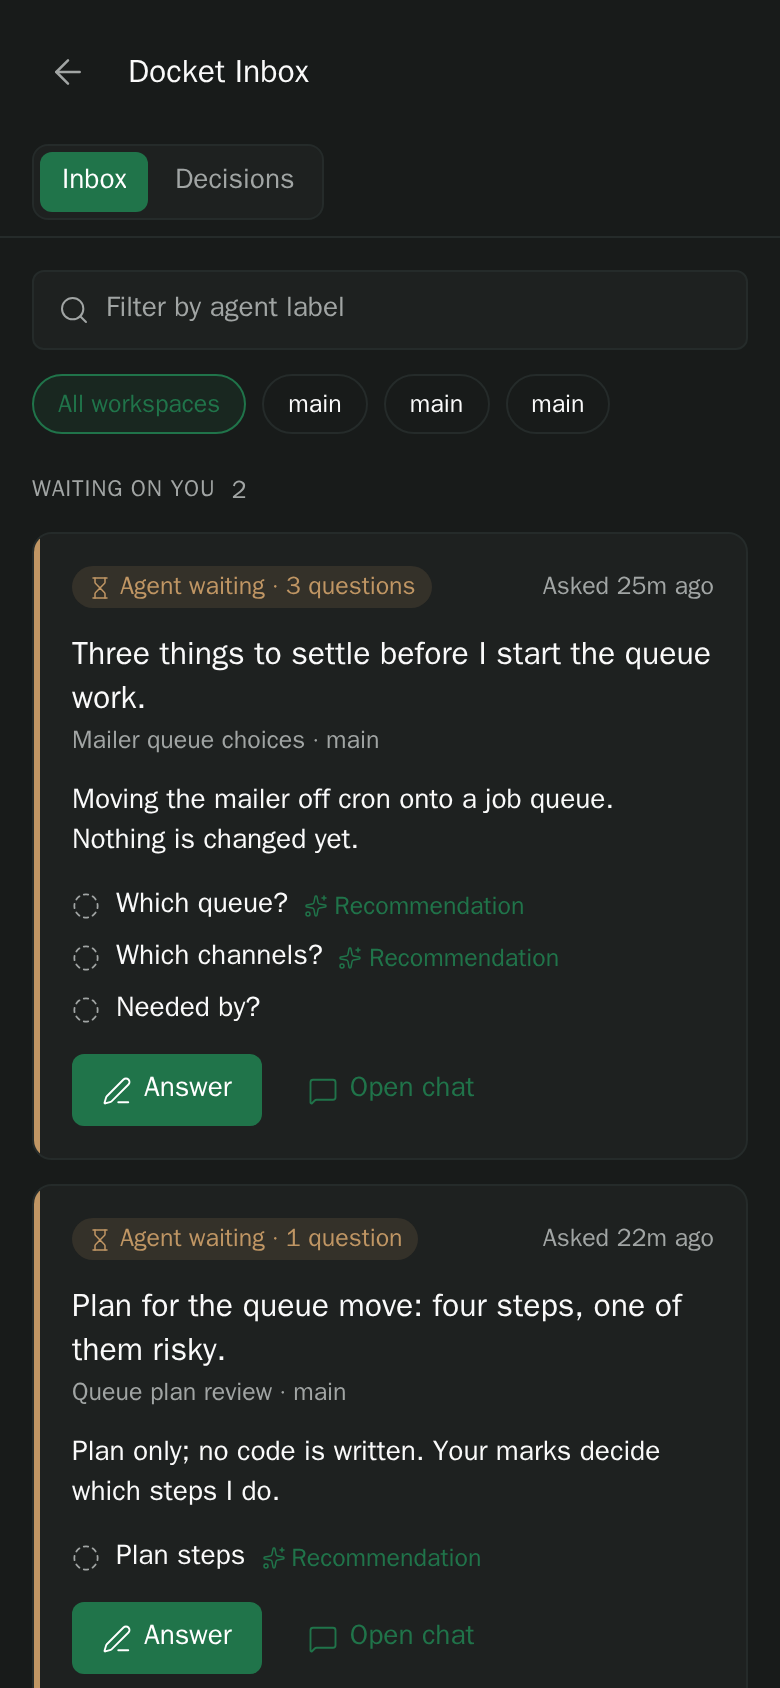 Docket Inbox
Inbox Decisions
Filter by agent label
All workspaces main main main
WAITING ON YOU 2
Agent waiting · 3 questions Asked 25m ago
Three things to settle before I start the queue
work.
Mailer queue choices · main
Moving the mailer off cron onto a job queue.
Nothing is changed yet.
Which queue? Recommendation
Which channels? Recommendation
Needed by?
Answer Open chat
Agent waiting · 1 question Asked 22m ago
Plan for the queue move: four steps, one of
them risky.
Queue plan review · main
Plan only; no code is written. Your marks decide
which steps I do.
Plan steps Recommendation
Answer Open chat